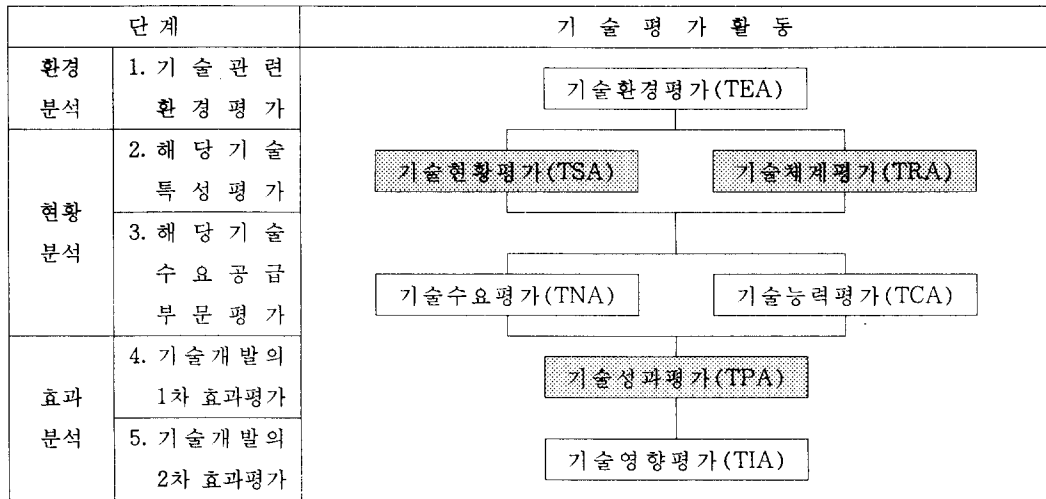 단계 기술평가활동
환경 1. 기술관련
기술환경평가(TEA)
분석 환경평가
2. 해당기술
기술현황평가(TSA) 기술체계평가(TRA)
특성평가
현황
분석
3. 해당기술
수요공급
기술수요평가(TNA) 기술능력평가(TCA)
부문평가
4. 기술개발의
기술성과평가(TPA)
효과 1차 효과평가
분석 5. 기술개발의
기술영향평가(TIA)
2차 효과평가